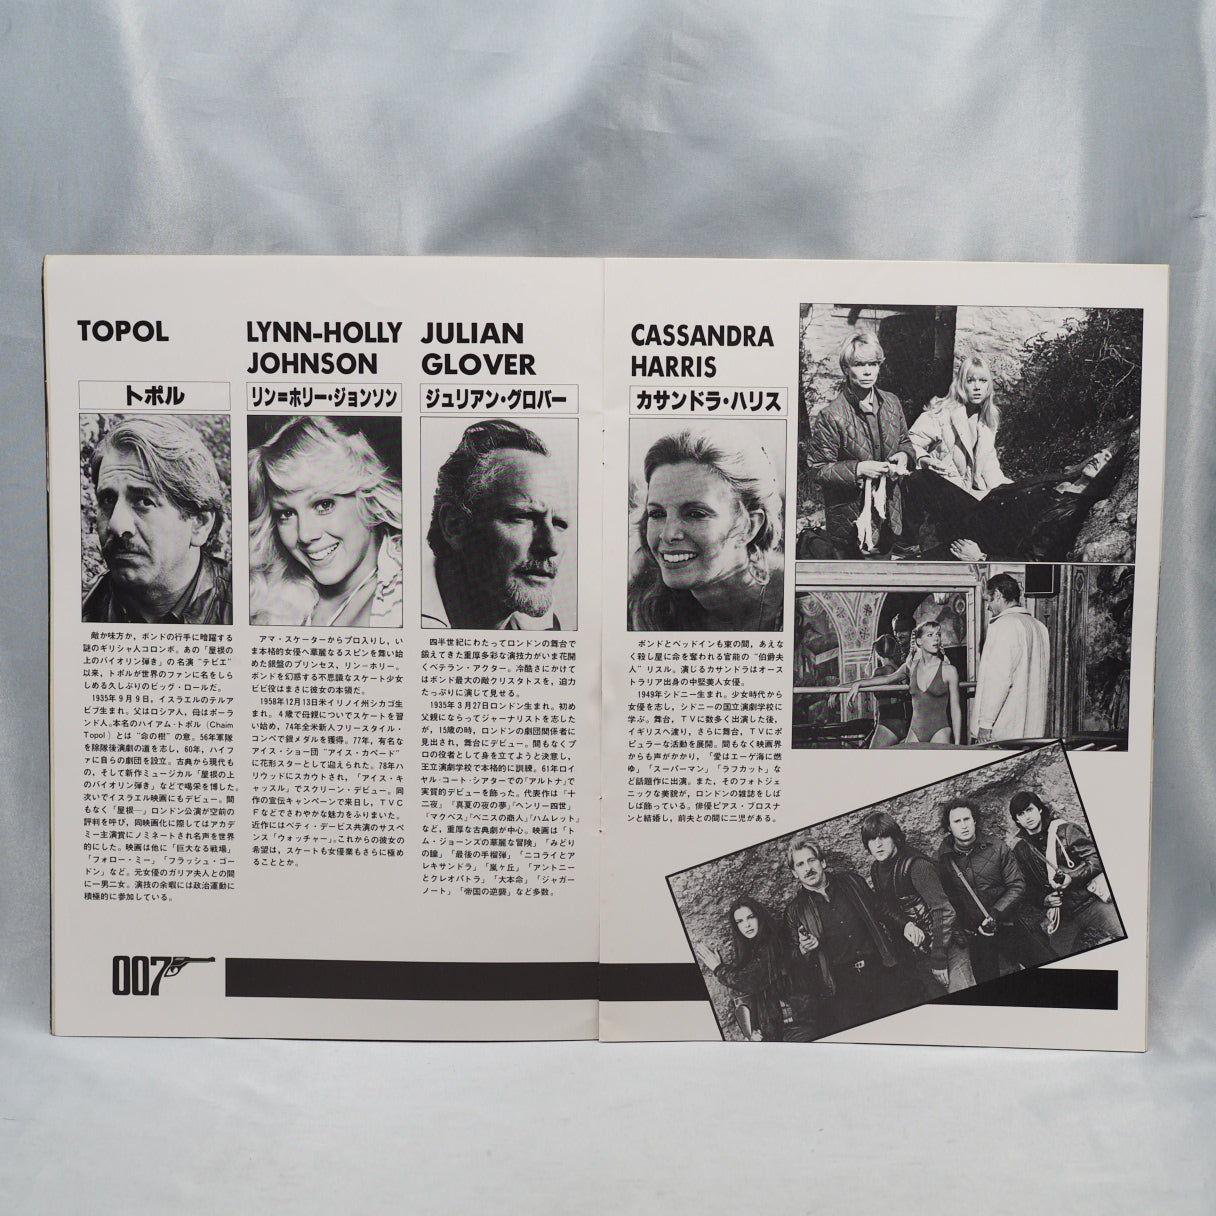 TOPOL
トポル
敵か味方か，ボンドの行手に暗躍する
謎のギリシャ人コロンボ。あの「屋根の
上のバイオリン弾き」の名演“テビエ”
以来，トポルが世界のファンに名をしら
しめる久しぶりのビッグ・ロールだ。
1935年9月9日，イスラエルのテルア
ビブ生まれ。父はロシア人，母はポーラ
ンド人。本名のハイアム・トポル（Chaim
Topol）とは“命の樹”の意。56年軍隊
を除隊後演劇の道を志し，60年，ハイフ
ァに自らの劇団を設立。古典から現代も
の，そして新作ミュージカル「屋根の上
のバイオリン弾き」などで喝采を博した。
次いでイスラエル映画にもデビュー。間
もなく「屋根―」ロンドン公演が空前の
評判を呼び，同映画化に際してはアカデ
ミー主演賞にノミネートされ名声を世界
的にした。映画は他に「巨大なる戦場」
「フォロー・ミー」「フラッシュ・ゴー
ドン」など。元女優のガリア夫人との間
に一男二女。演技の余暇には政治運動に
積極的に参加している。
LYNN-HOLLY
JOHNSON
リン=ホリー・ジョンソン
アマ・スケーターからプロ入りし，い
ま本格的女優へ華麗なるスピンを舞い始
めた銀盤のプリンセス，リン＝ホリー。
ボンドを幻惑する不思議なスケート少女
ビビ役はまさに彼女の本領だ。
1958年12月13日米イリノイ州シカゴ生
まれ。4歳で母親についでスケートを習
い始め，74年全米新人フリースタイル・
コンペで銀メダルを獲得。77年，有名な
アイス・ショー団“アイス・カペード”
に花形スターとして迎えられた。78年ハ
リウッドにスカウトされ，「アイス・キ
ャッスル」でスクリーン・デビュー。同
作の宣伝キャンペーンで来日し，TVC
Fなどでさわやかな魅力をふりまいた。
近作にはベティ・デービス共演のサスペ
ンス「ウォッチャー」。これからの彼女の
希望は，スケートも女優業もさらに極め
ることとか。
JULIAN
GLOVER
ジュリアン・グロバー
四半世紀にわたってロンドンの舞台で
鍛えてきた重厚多彩な演技力がいま花開
くベテラン・アクター。冷酷さにかけて
はボンド最大の敵クリスタトスを，迫力
たっぷりに演じて見せる。
1935年3月27日ロンドン生まれ。初め
父親にならってジャーナリストを志した
が，15歳の時，ロンドンの劇団関係者に
見出され，舞台にデビュー。間もなくプ
ロの役者として身を立てようと決意し，
王立演劇学校で本格的に訓練。61年ロイ
ヤル・コート・シアターでの「アルトナ」で
実質的デビューを飾った。代表作は「十
二夜」「真夏の夜の夢」「ヘンリー四世」
「マクベス」「ベニスの商人」「ハムレット」
など，重厚な古典劇が中心。映画は「ト
ム・ジョーンズの華麗な冒険」「みどり
の瞳」「最後の手榴弾」「ニコライとア
レキサンドラ」「嵐ヶ丘」「アントニー
とクレオパトラ」「大本命」「ジャガー
ノート」「帝国の逆襲」など多数。
CASSANDRA
HARRIS
カサンドラ・ハリス
ボンドとベッドインも束の間，あえな
く殺し屋に命を奪われる官能の“伯爵夫
人”リスル。演じるカサンドラはオース
トラリア出身の中堅美人女優。
1949年シドニー生まれ。少女時代から
女優を志し，シドニーの国立演劇学校に
学ぶ。舞台，TVに数多く出演した後，
イギリスへ渡り，さらに舞台，TVにポ
ピュラーな活動を展開。間もなく映画界
からも声がかかり，「愛はエーゲ海に燃
ゆ」「スーパーマン」「ラフカット」な
ど話題作に出演。また，そのフォトジェ
ニックな美貌が，ロンドンの雑誌をしば
しば飾っている。俳優ピアス・ブロスナ
ンと結婚し，前夫との間に二児がある。
007